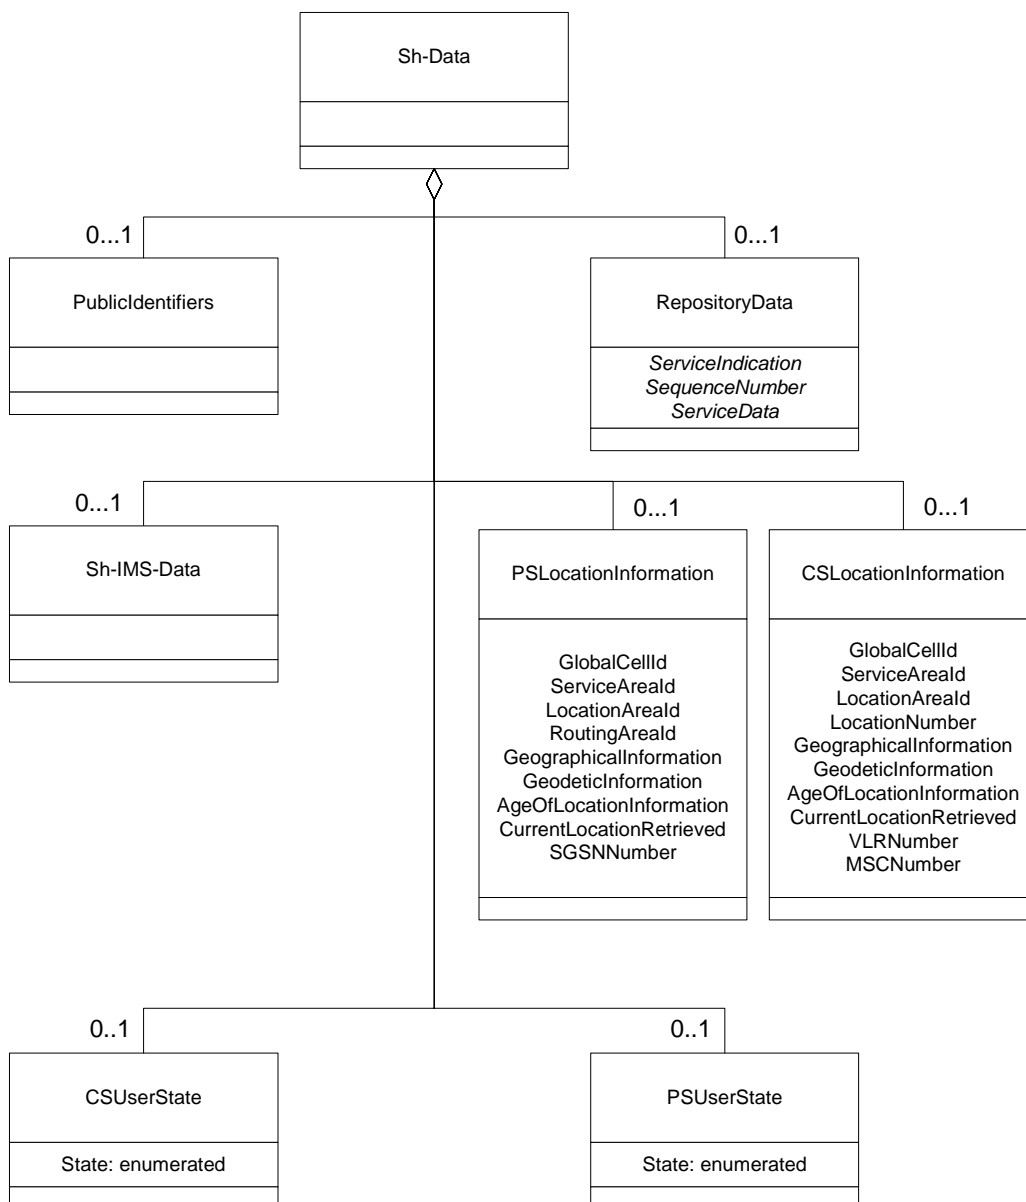 Sh-Data
0...1
0...1
PublicIdentifiers
RepositoryData
ServiceIndication
SequenceNumber
ServiceData
0...1
0...1
0...1
Sh-IMS-Data
PSLocationInformation
CSLocationInformation
GlobalCellId
ServiceAreaId
LocationAreaId
RoutingAreaId
GeographicalInformation
GeodeticInformation
AgeOfLocationInformation
CurrentLocationRetrieved
SGSNNumber
GlobalCellId
ServiceAreaId
LocationAreaId
LocationNumber
GeographicalInformation
GeodeticInformation
AgeOfLocationInformation
CurrentLocationRetrieved
VLRNumber
MSCNumber
0..1
0..1
CSUserState
State: enumerated
PSUserState
State: enumerated